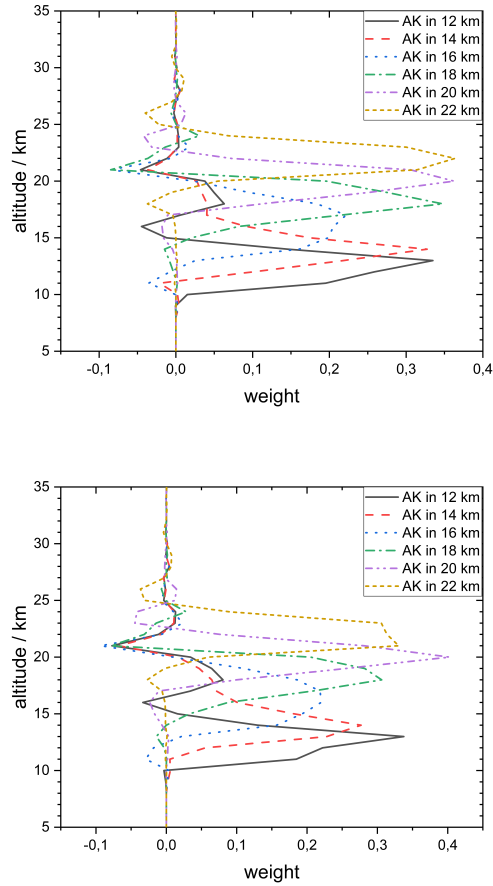 35
30
25
20
15
10
5
altitude / km
-0,1 0,0 0,1 0,2 0,3 0,4
weight
AK in 12 km
AK in 14 km
AK in 16 km
AK in 18 km
AK in 20 km
AK in 22 km
35
30
25
20
15
10
5
altitude / km
-0,1 0,0 0,1 0,2 0,3 0,4
weight
AK in 12 km
AK in 14 km
AK in 16 km
AK in 18 km
AK in 20 km
AK in 22 km